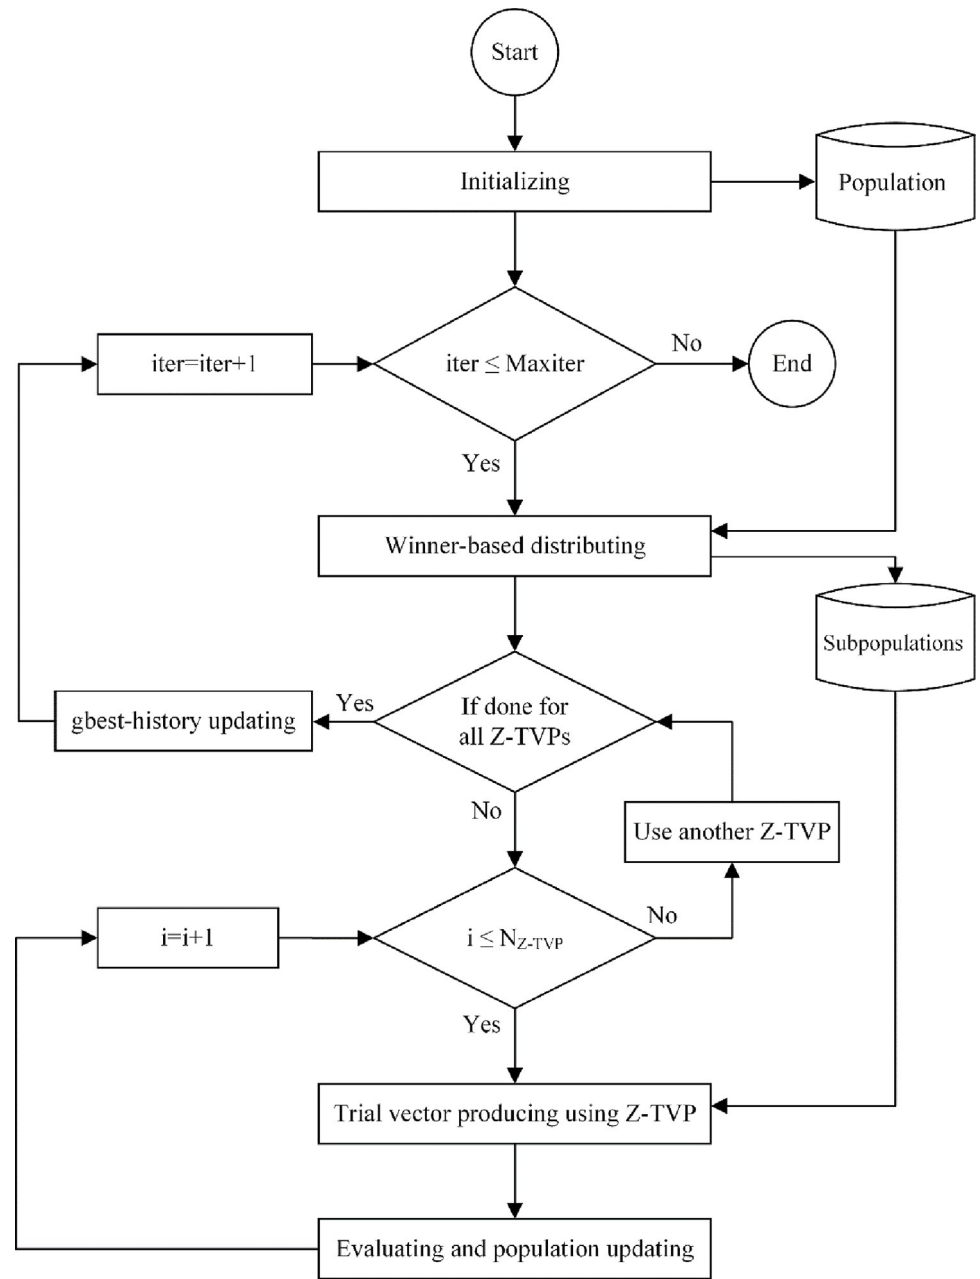 Start
Initializing
Population
iter=iter+1
iter ≤ Maxiter
No
End
Yes
Winner-based distributing
Subpopulations
gbest-history updating
Yes
If done for
all Z-TVPs
No
Use another Z-TVP
i=i+1
i ≤ N_Z-TVP
No
Yes
Trial vector producing using Z-TVP
Evaluating and population updating